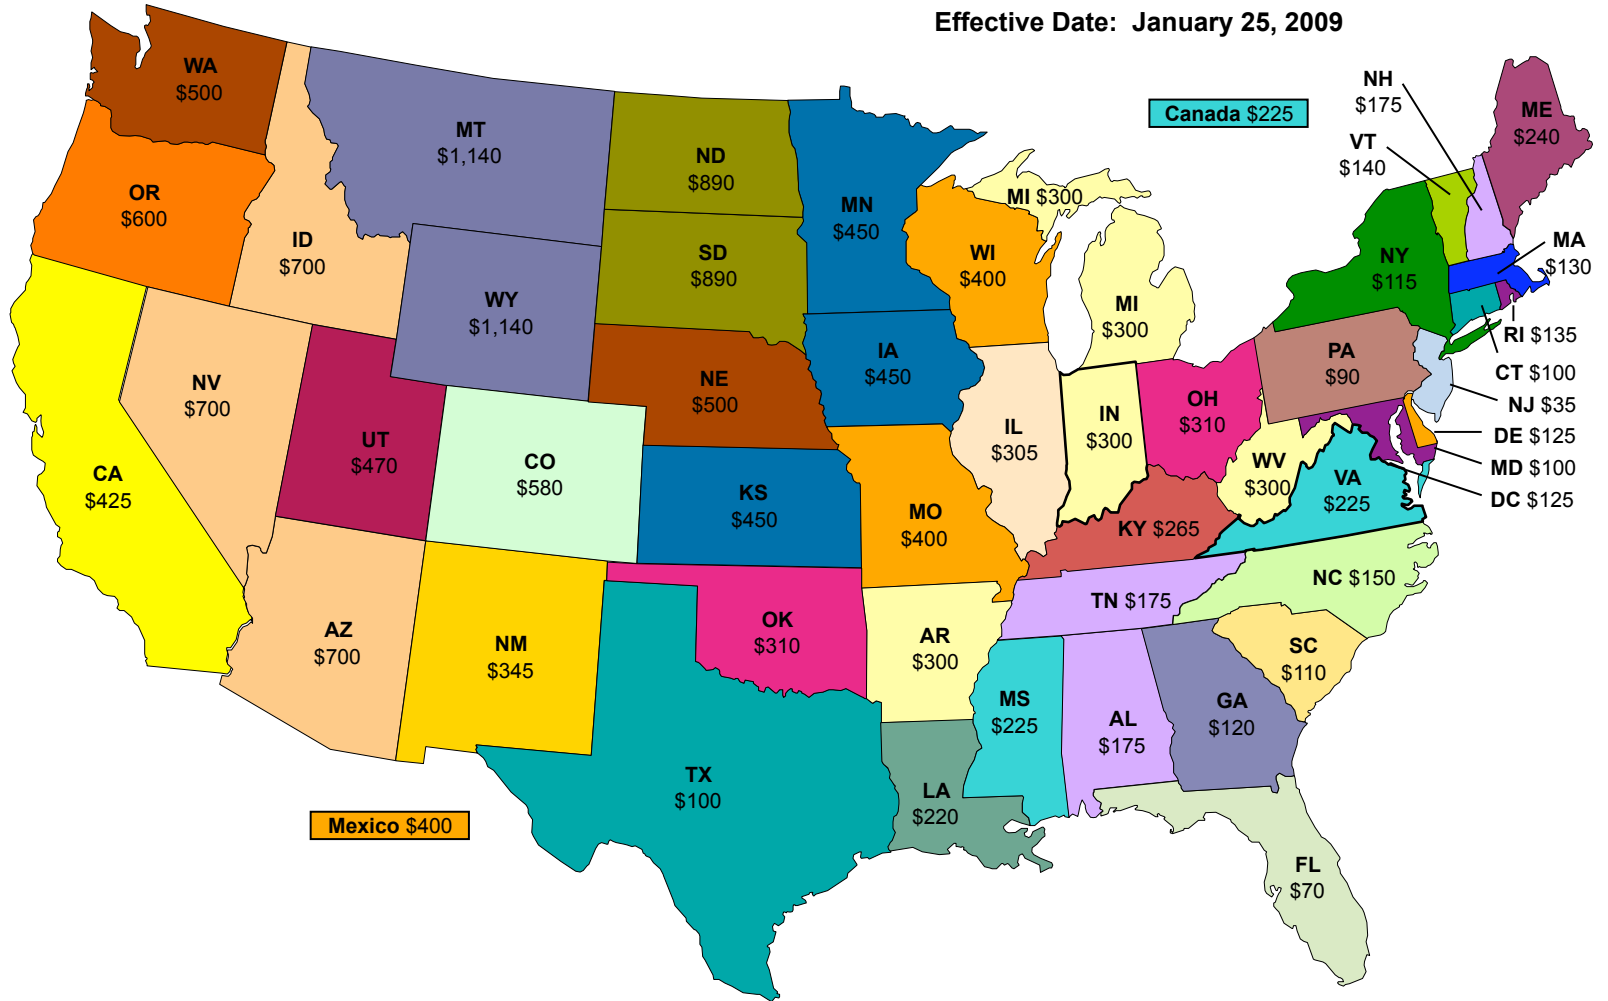 Effective Date:  January 25, 2009
WA
$500
NH
$175
Canada $225
ME
$240
MT
$1,140
VT
$140
ND
$890
OR
$600
MI $300
MN
$450
ID
$700
SD
$890
WI
$400
NY
$115
MA
$130
WY
$1,140
MI
$300
RI $135
IA
$450
PA
$90
CT $100
NV
$700
NE
$500
OH
$310
NJ $35
IN
$300
DE $125
UT
$470
IL
$305
CO
$580
WV
$300
MD $100
CA
$425
KS
$450
VA
$225
DC $125
MO
$400
KY $265
NC $150
TN $175
AZ
$700
NM
$345
OK
$310
AR
$300
SC
$110
MS
$225
AL
$175
GA
$120
TX
$100
LA
$220
Mexico $400
FL
$70